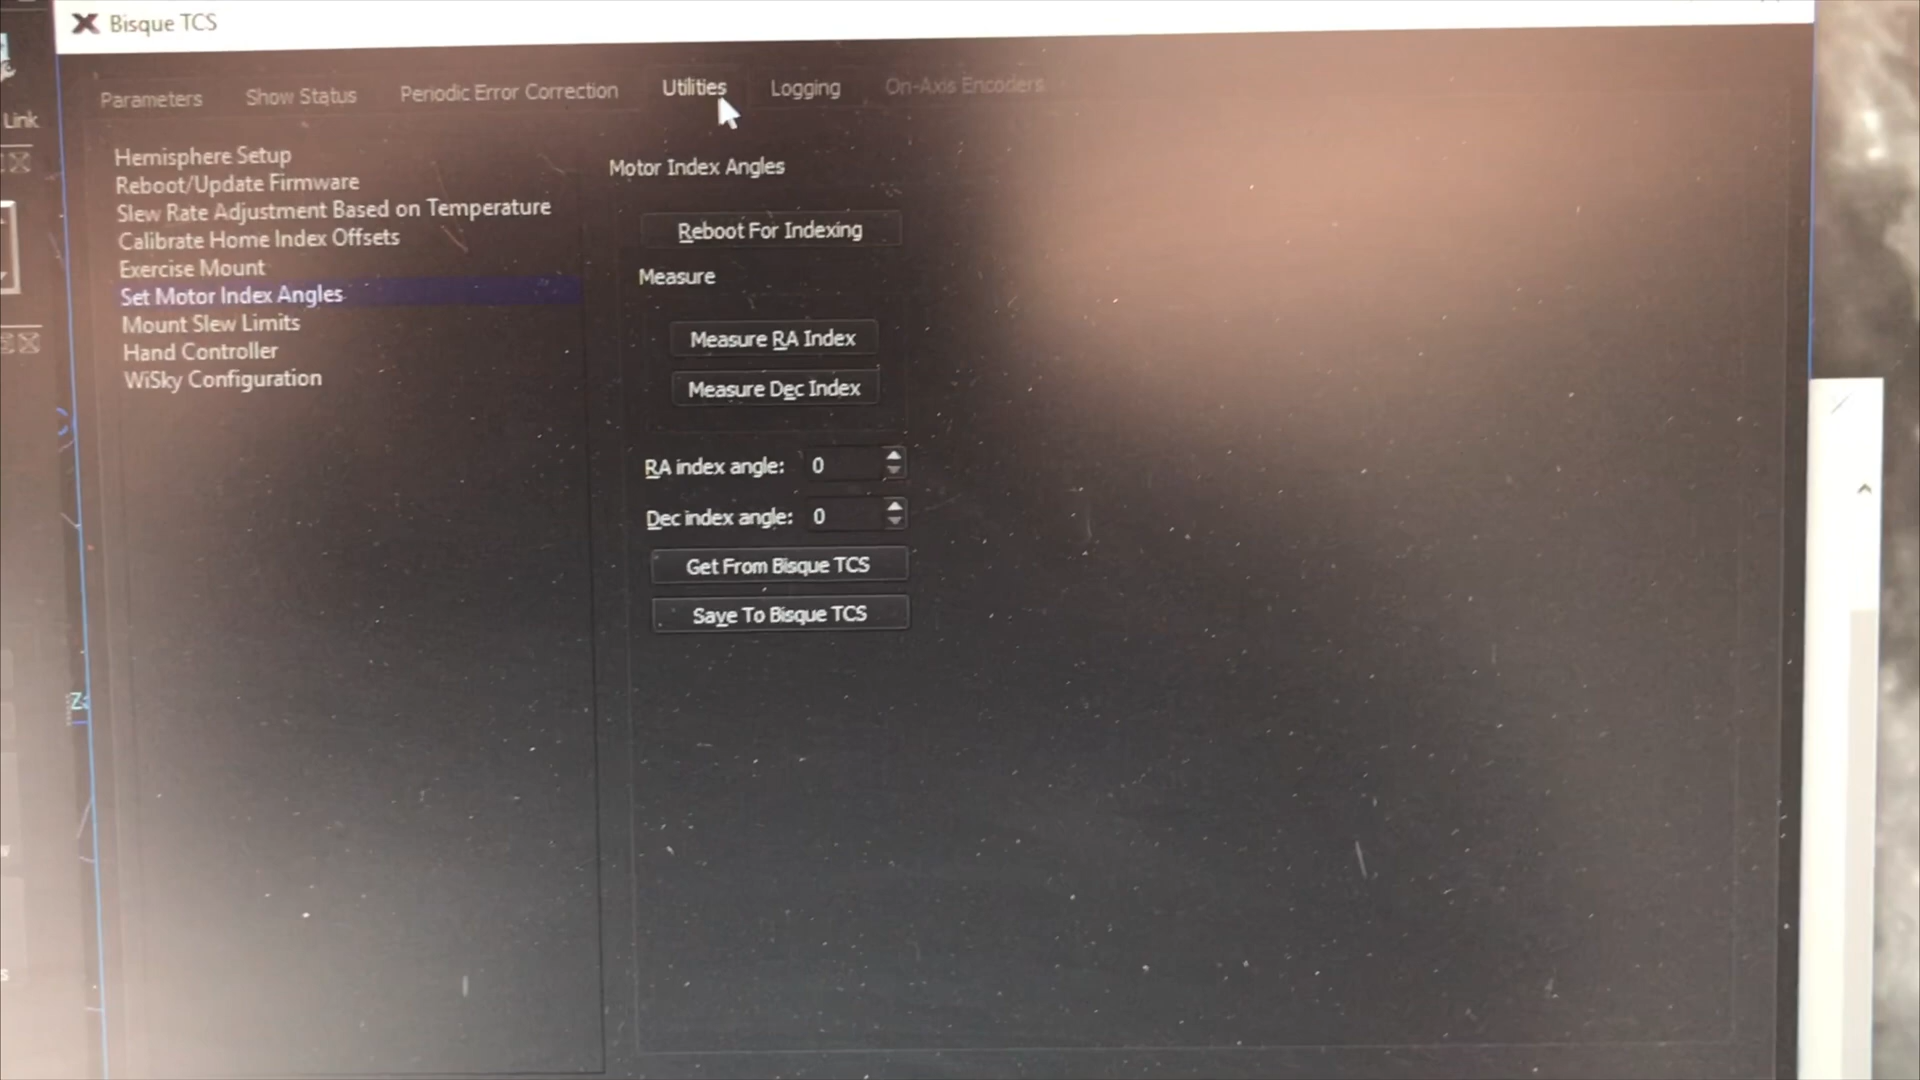 Bisque TCS
Link
Parameters
Show Status
Periodic Error Correction
Utilities
Logging
On-Axis Encoders
Hemisphere Setup
Reboot/Update Firmware
Slew Rate Adjustment Based on Temperature
Calibrate Home Index Offsets
Exercise Mount
Set Motor Index Angles
Mount Slew Limits
Hand Controller
WiSky Configuration
Motor Index Angles
Reboot For Indexing
Measure
Measure RA Index
Measure Dec Index
RA index angle: 0
Dec index angle: 0
Get From Bisque TCS
Save To Bisque TCS